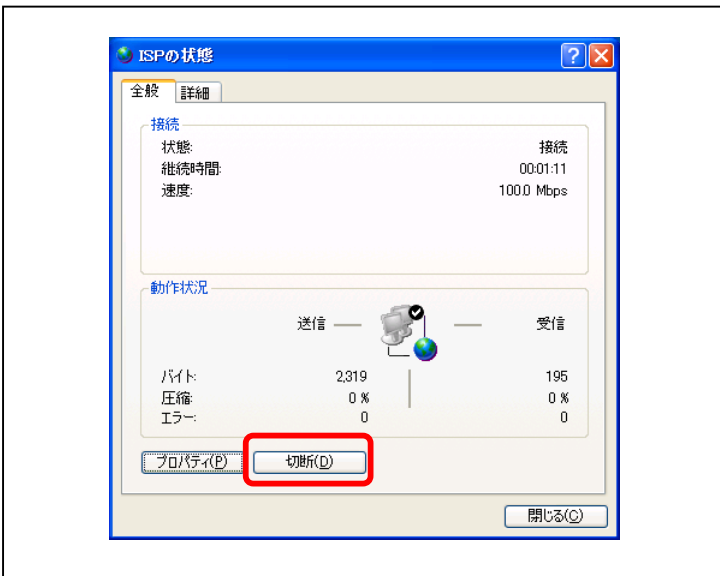 ISPの状態
全般 詳細
接続
状態: 接続
継続時間: 00:01:11
速度: 100.0 Mbps
動作状況
送信 受信
バイト: 2,319 195
圧縮: 0 % 0 %
エラー: 0 0
プロパティ(P) 切断(D)
閉じる(C)